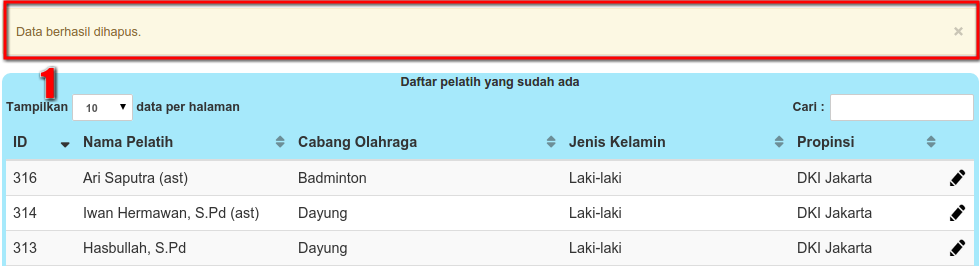 Data berhasil dihapus. ×
1
Daftar pelatih yang sudah ada
Tampilkan 10 data per halaman Cari :
ID Nama Pelatih Cabang Olahraga Jenis Kelamin Propinsi
316 Ari Saputra (ast) Badminton Laki-laki DKI Jakarta
314 Iwan Hermawan, S.Pd (ast) Dayung Laki-laki DKI Jakarta
313 Hasbullah, S.Pd Dayung Laki-laki DKI Jakarta